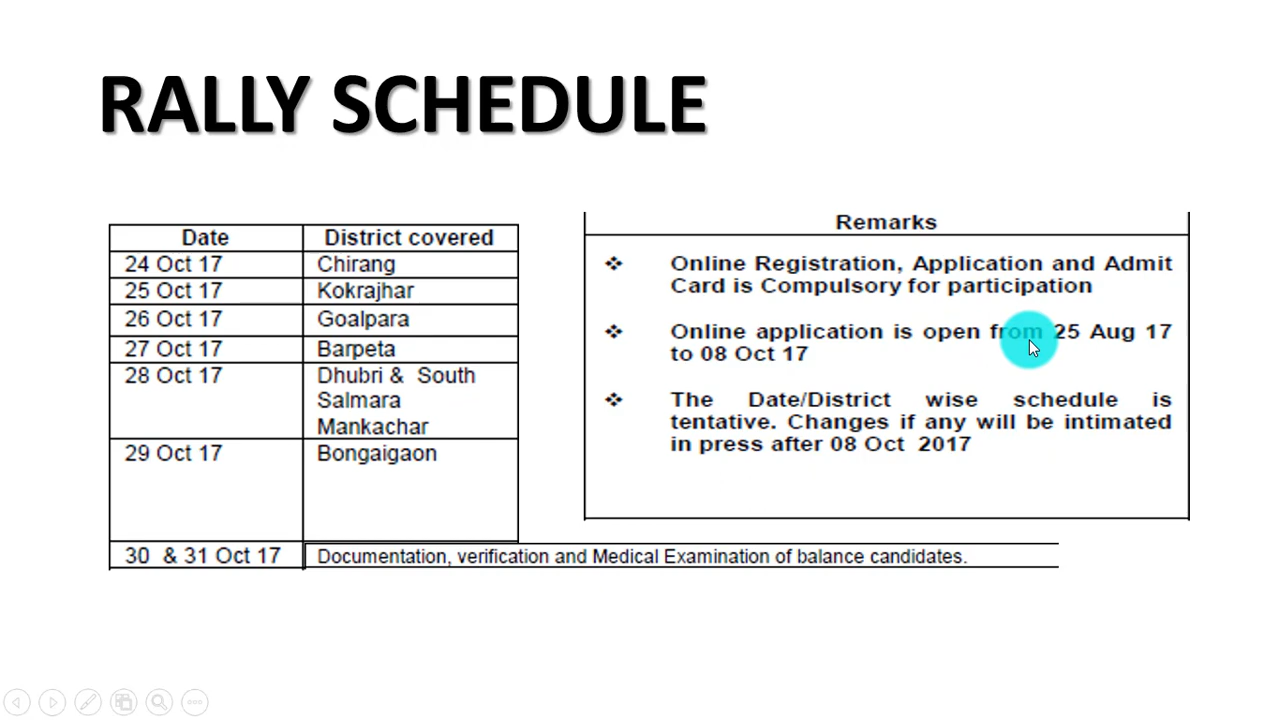 RALLY SCHEDULE
Date District covered
24 Oct 17 Chirang
25 Oct 17 Kokrajhar
26 Oct 17 Goalpara
27 Oct 17 Barpeta
28 Oct 17 Dhubri & South
Salmara
Mankachar
29 Oct 17 Bongaigaon
30 & 31 Oct 17 Documentation, verification and Medical Examination of balance candidates.
Remarks
❖ Online Registration, Application and Admit
Card is Compulsory for participation
❖ Online application is open from 25 Aug 17
to 08 Oct 17
❖ The Date/District wise schedule is
tentative. Changes if any will be intimated
in press after 08 Oct 2017